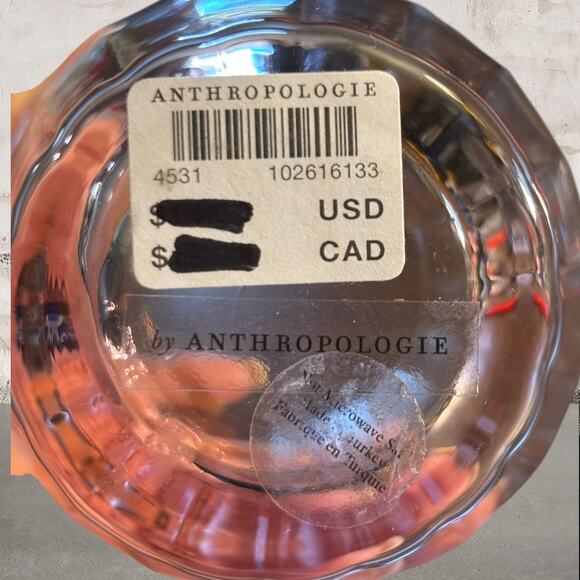 ANTHROPOLOGIE
4531 102616133
$ USD
$ CAD
by ANTHROPOLOGIE
Not Microwave
Made Turkey
Fabriqué en Turquie